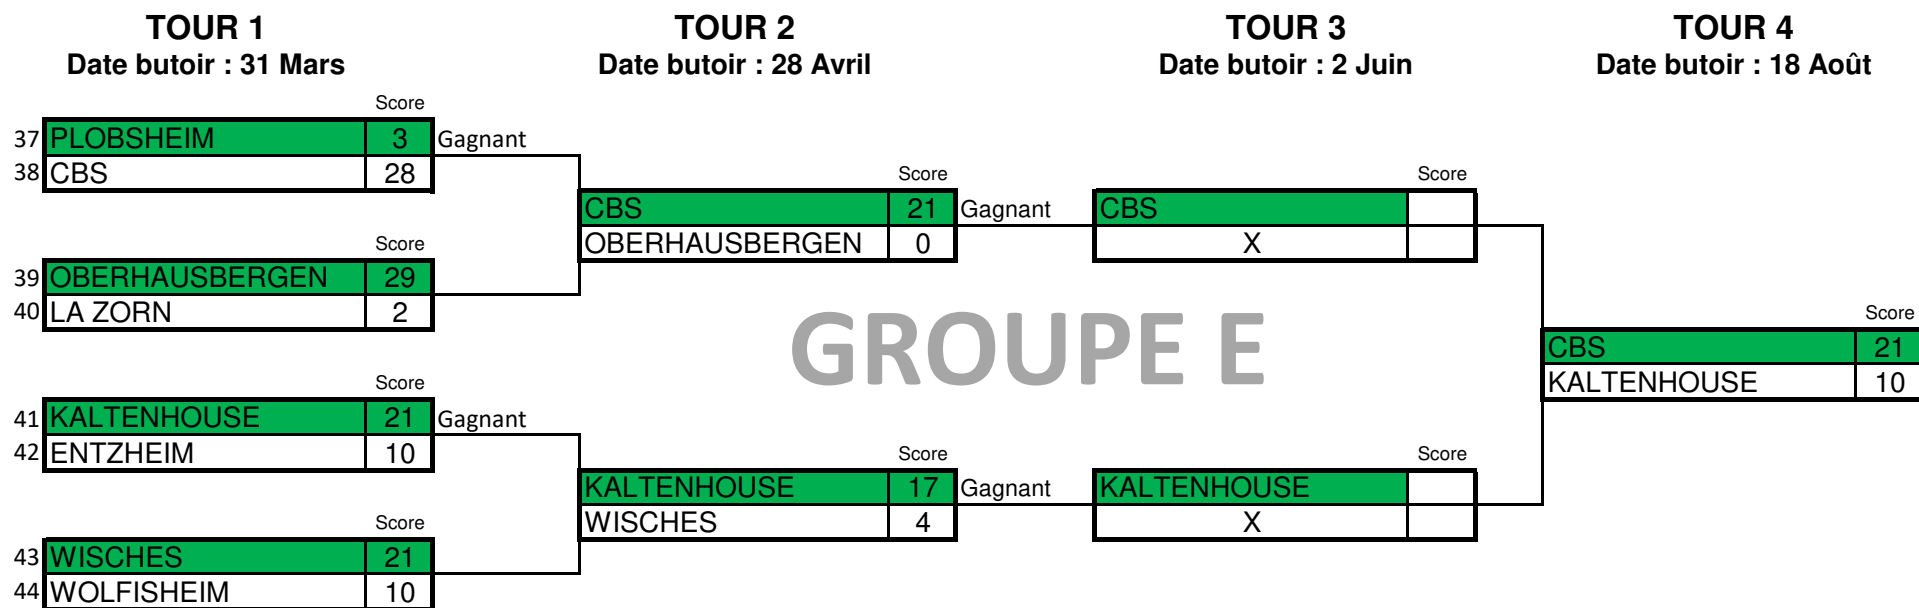 TOUR 1
Date butoir : 31 Mars
TOUR 2
Date butoir : 28 Avril
TOUR 3
Date butoir : 2 Juin
TOUR 4
Date butoir : 18 Août
Score
37 PLOBSHEIM 3 Gagnant
38 CBS 28
Score
39 OBERHAUSBERGEN 29
40 LA ZORN 2
Score
41 KALTENHOUSE 21 Gagnant
42 ENTZHEIM 10
Score
43 WISCHES 21
44 WOLFISHEIM 10
Score
CBS 21 Gagnant
OBERHAUSBERGEN 0
Score
KALTENHOUSE 17 Gagnant
WISCHES 4
Score
CBS
X
GROUPE E
Score
KALTENHOUSE
X
Score
CBS 21
KALTENHOUSE 10